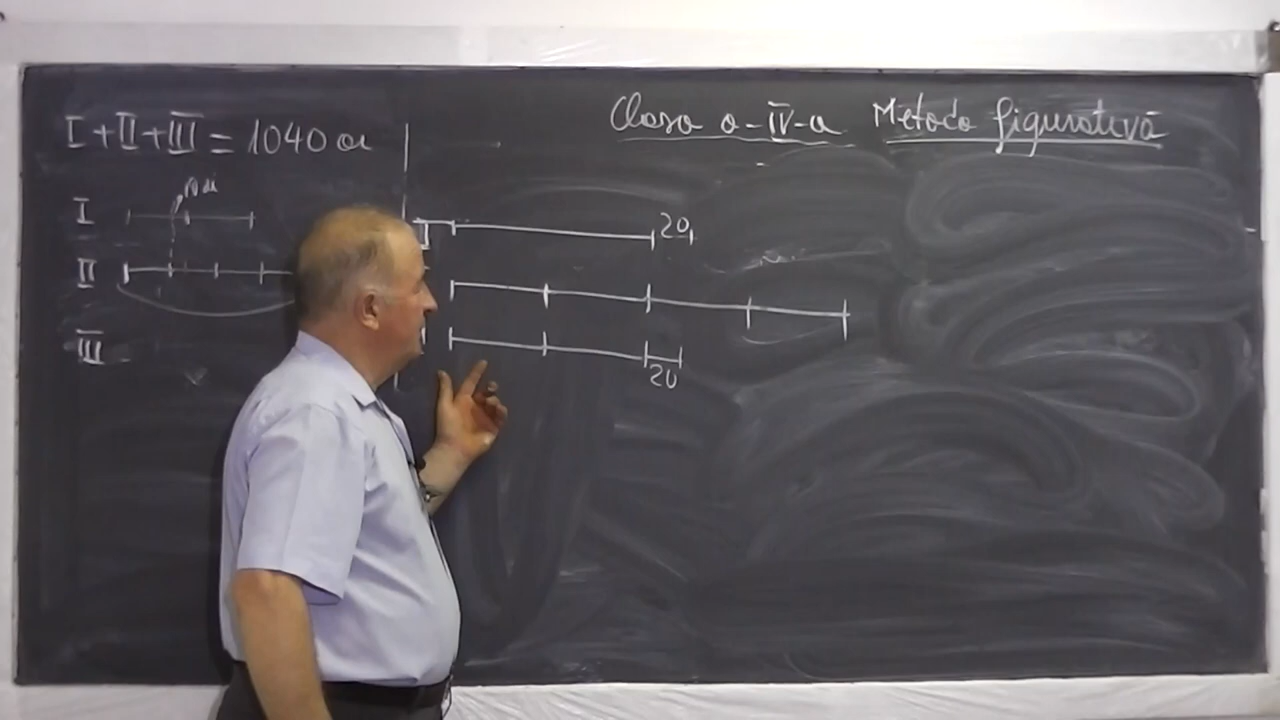 Clasa a-IV-a Metoda figurativă
I + II + III = 1040 oi
I
II
III
20
20